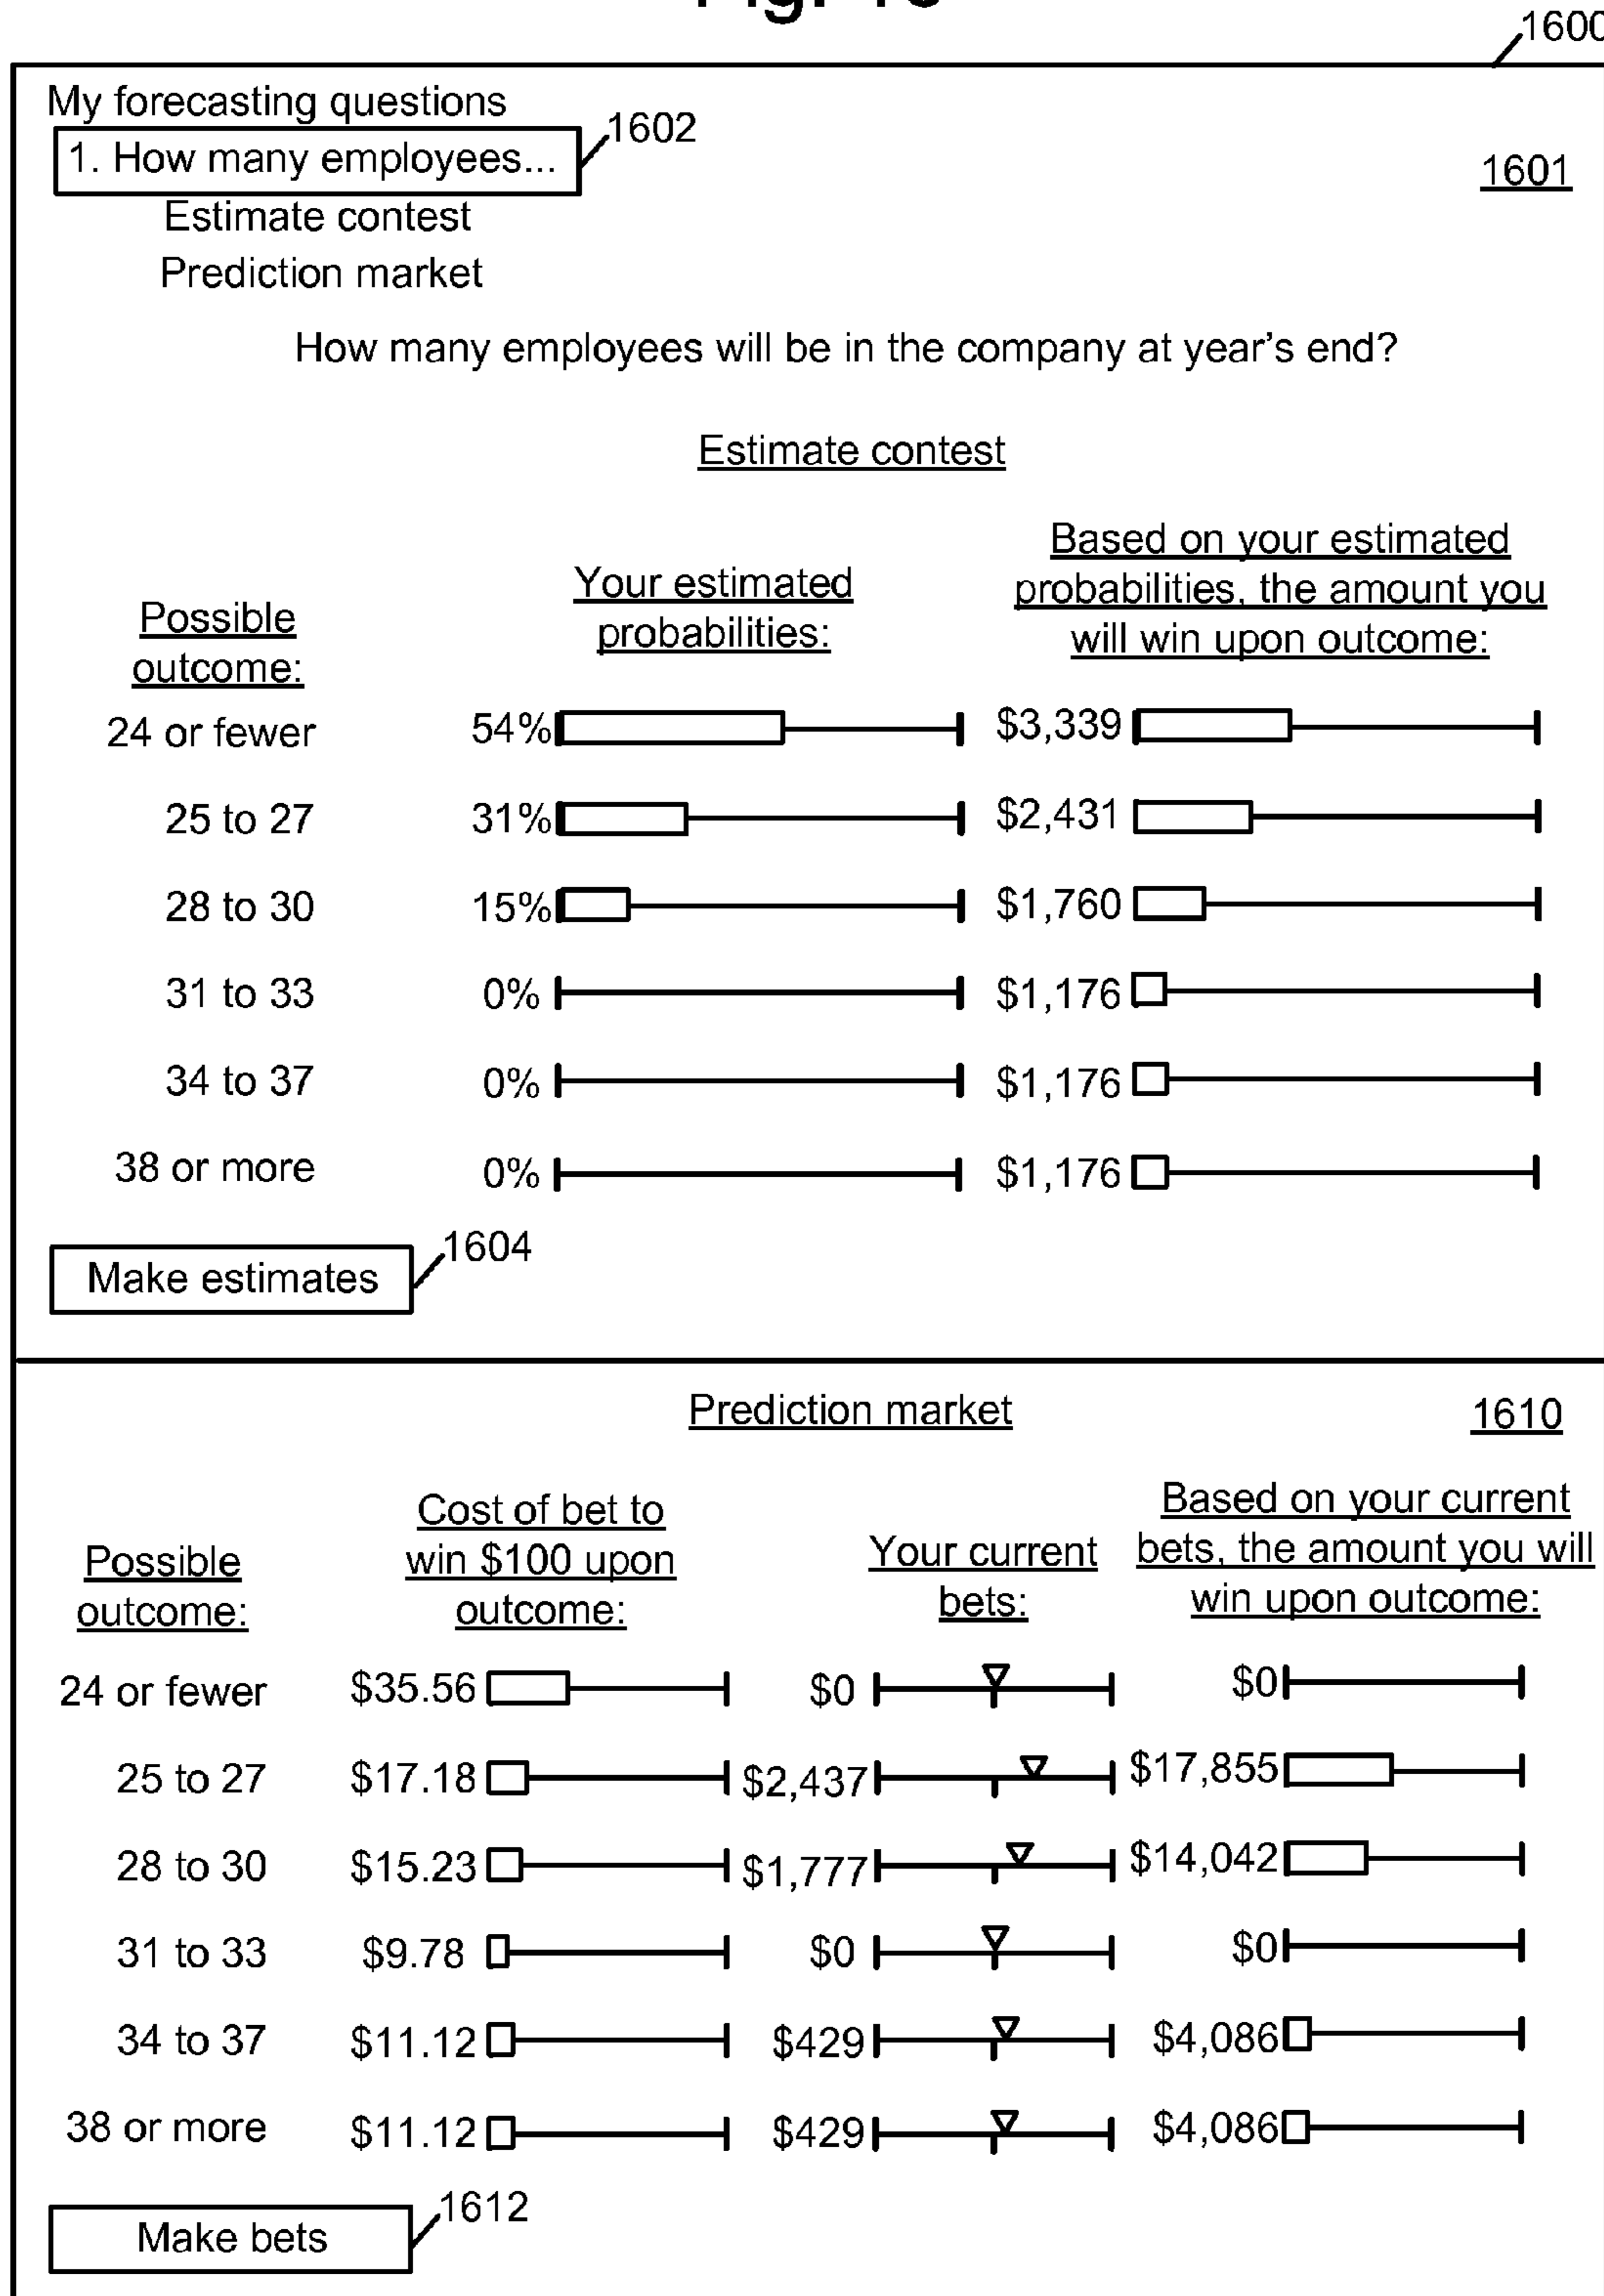 1600
My forecasting questions
1602
1. How many employees...
1601
Estimate contest
Prediction market
How many employees will be in the company at year's end?
Estimate contest
Possible
outcome:
Your estimated
probabilities:
Based on your estimated
probabilities, the amount you
will win upon outcome:
24 or fewer 54% $3,339
25 to 27 31% $2,431
28 to 30 15% $1,760
31 to 33 0% $1,176
34 to 37 0% $1,176
38 or more 0% $1,176
1604
Make estimates
Prediction market
1610
Possible
outcome:
Cost of bet to
win $100 upon
outcome:
Your current
bets:
Based on your current
bets, the amount you will
win upon outcome:
24 or fewer $35.56 $0 $0
25 to 27 $17.18 $2,437 $17,855
28 to 30 $15.23 $1,777 $14,042
31 to 33 $9.78 $0 $0
34 to 37 $11.12 $429 $4,086
38 or more $11.12 $429 $4,086
1612
Make bets